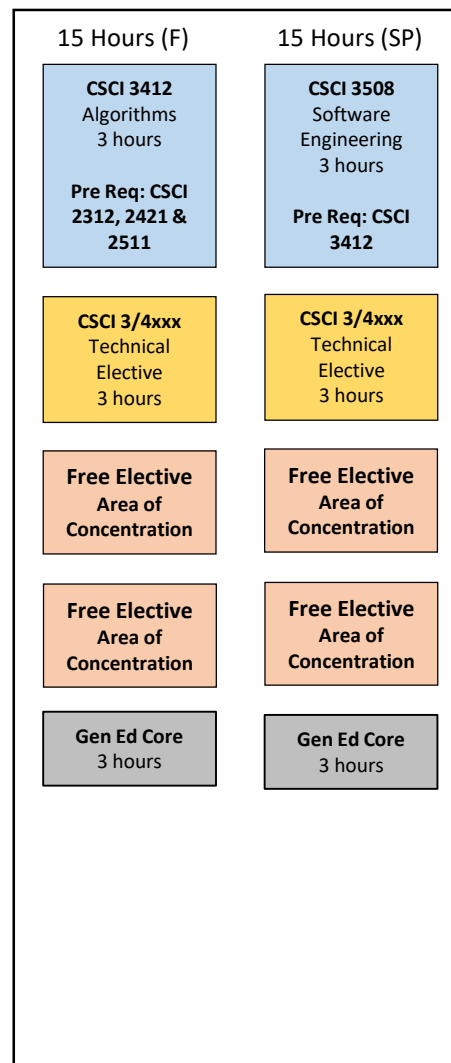 15 Hours (F)
CSCI 3412
Algorithms
3 hours
Pre Req: CSCI
2312, 2421 &
2511
CSCI 3/4xxx
Technical
Elective
3 hours
Free Elective
Area of
Concentration
Free Elective
Area of
Concentration
Gen Ed Core
3 hours
15 Hours (SP)
CSCI 3508
Software
Engineering
3 hours
Pre Req: CSCI
3412
CSCI 3/4xxx
Technical
Elective
3 hours
Free Elective
Area of
Concentration
Free Elective
Area of
Concentration
Gen Ed Core
3 hours